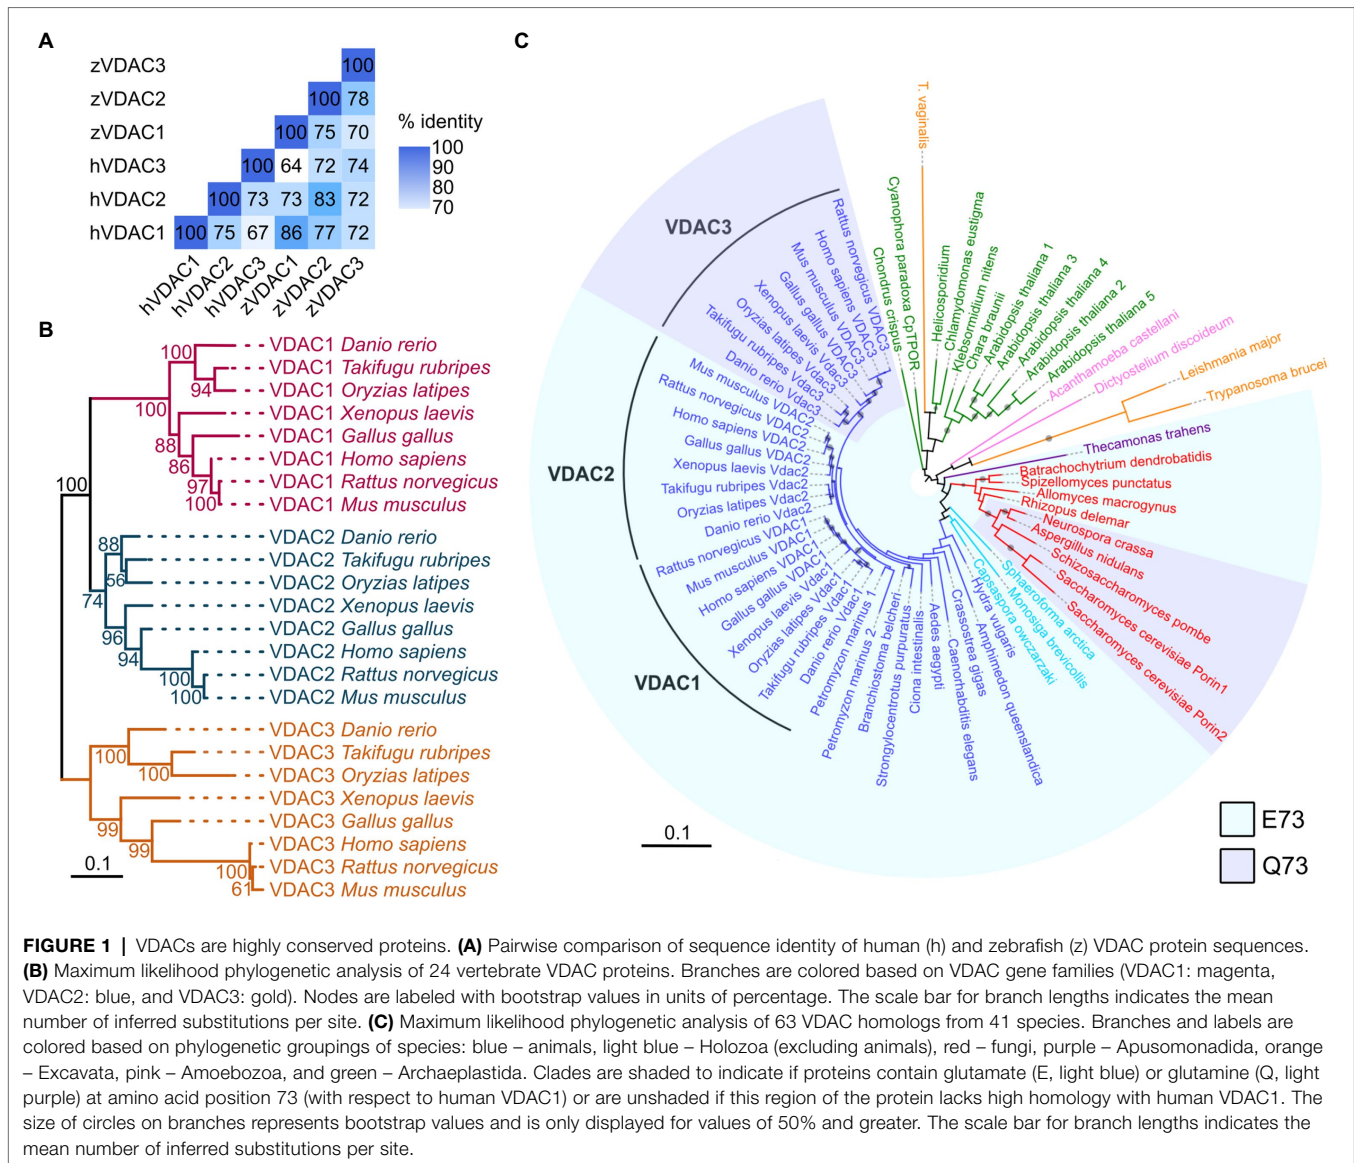 A
zVDAC3 100
zVDAC2 100 78
zVDAC1 100 75 70
hVDAC3 100 64 72 74
hVDAC2 100 73 73 83 72
hVDAC1 100 75 67 86 77 72
hVDAC1 hVDAC2 hVDAC3 zVDAC1 zVDAC2 zVDAC3
% identity
100
90
80
70
B
VDAC1 Danio rerio
VDAC1 Takifugu rubripes
VDAC1 Oryzias latipes
VDAC1 Xenopus laevis
VDAC1 Gallus gallus
VDAC1 Homo sapiens
VDAC1 Rattus norvegicus
VDAC1 Mus musculus
VDAC2 Danio rerio
VDAC2 Takifugu rubripes
VDAC2 Oryzias latipes
VDAC2 Xenopus laevis
VDAC2 Gallus gallus
VDAC2 Homo sapiens
VDAC2 Rattus norvegicus
VDAC2 Mus musculus
VDAC3 Danio rerio
VDAC3 Takifugu rubripes
VDAC3 Oryzias latipes
VDAC3 Xenopus laevis
VDAC3 Gallus gallus
VDAC3 Homo sapiens
VDAC3 Rattus norvegicus
VDAC3 Mus musculus
100
94
100
88
86
97
100
100
88
56
74
96
94
100
100
100
100
99
99
100
61
0.1
C
VDAC3
VDAC2
VDAC1
T. vaginalis
Helicosporidium
Chlamydomonas eustigma
Klebsormidium nitens
Chara braunii
Arabidopsis thaliana 1
Arabidopsis thaliana 3
Arabidopsis thaliana 4
Arabidopsis thaliana 2
Arabidopsis thaliana 5
Acanthamoeba castellani
Dictyostelium discoideum
Leishmania major
Trypanosoma brucei
Thecamonas trahens
Batrachochytrium dendrobatidis
Spizellomyces punctatus
Allomyces macrogynus
Rhizopus delemar
Neurospora crassa
Aspergillus nidulans
Schizosaccharomyces pombe
Saccharomyces cerevisiae Porin1
Saccharomyces cerevisiae Porin2
Sphaeroforma arctica
Monosiga brevicollis
Capsaspora owczarzaki
Hydra vulgaris
Amphimedon queenslandica
Crassostrea gigas
Caenorhabditis elegans
Aedes aegypti
Ciona intestinalis
Strongylocentrotus purpuratus
Branchiostoma belcheri
Petromyzon marinus 2
Petromyzon marinus 1
Danio rerio Vdac1
Takifugu rubripes Vdac1
Oryzias latipes Vdac1
Xenopus laevis Vdac1
Gallus gallus VDAC1
Homo sapiens VDAC1
Mus musculus VDAC1
Rattus norvegicus VDAC1
Danio rerio Vdac2
Oryzias latipes Vdac2
Takifugu rubripes Vdac2
Xenopus laevis Vdac2
Gallus gallus VDAC2
Homo sapiens VDAC2
Rattus norvegicus VDAC2
Mus musculus VDAC2
Danio rerio Vdac3
Takifugu rubripes Vdac3
Oryzias latipes Vdac3
Xenopus laevis Vdac3
Gallus gallus VDAC3
Mus musculus VDAC3
Homo sapiens VDAC3
Rattus norvegicus VDAC3
Chondrus crispus
Cyanophora paradoxa CpTPOR
0.1
E73
Q73
FIGURE 1 | VDACs are highly conserved proteins. (A) Pairwise comparison of sequence identity of human (h) and zebrafish (z) VDAC protein sequences.
(B) Maximum likelihood phylogenetic analysis of 24 vertebrate VDAC proteins. Branches are colored based on VDAC gene families (VDAC1: magenta,
VDAC2: blue, and VDAC3: gold). Nodes are labeled with bootstrap values in units of percentage. The scale bar for branch lengths indicates the mean
number of inferred substitutions per site. (C) Maximum likelihood phylogenetic analysis of 63 VDAC homologs from 41 species. Branches and labels are
colored based on phylogenetic groupings of species: blue – animals, light blue – Holozoa (excluding animals), red – fungi, purple – Apusomonadida, orange
– Excavata, pink – Amoebozoa, and green – Archaeplastida. Clades are shaded to indicate if proteins contain glutamate (E, light blue) or glutamine (Q, light
purple) at amino acid position 73 (with respect to human VDAC1) or are unshaded if this region of the protein lacks high homology with human VDAC1. The
size of circles on branches represents bootstrap values and is only displayed for values of 50% and greater. The scale bar for branch lengths indicates the
mean number of inferred substitutions per site.